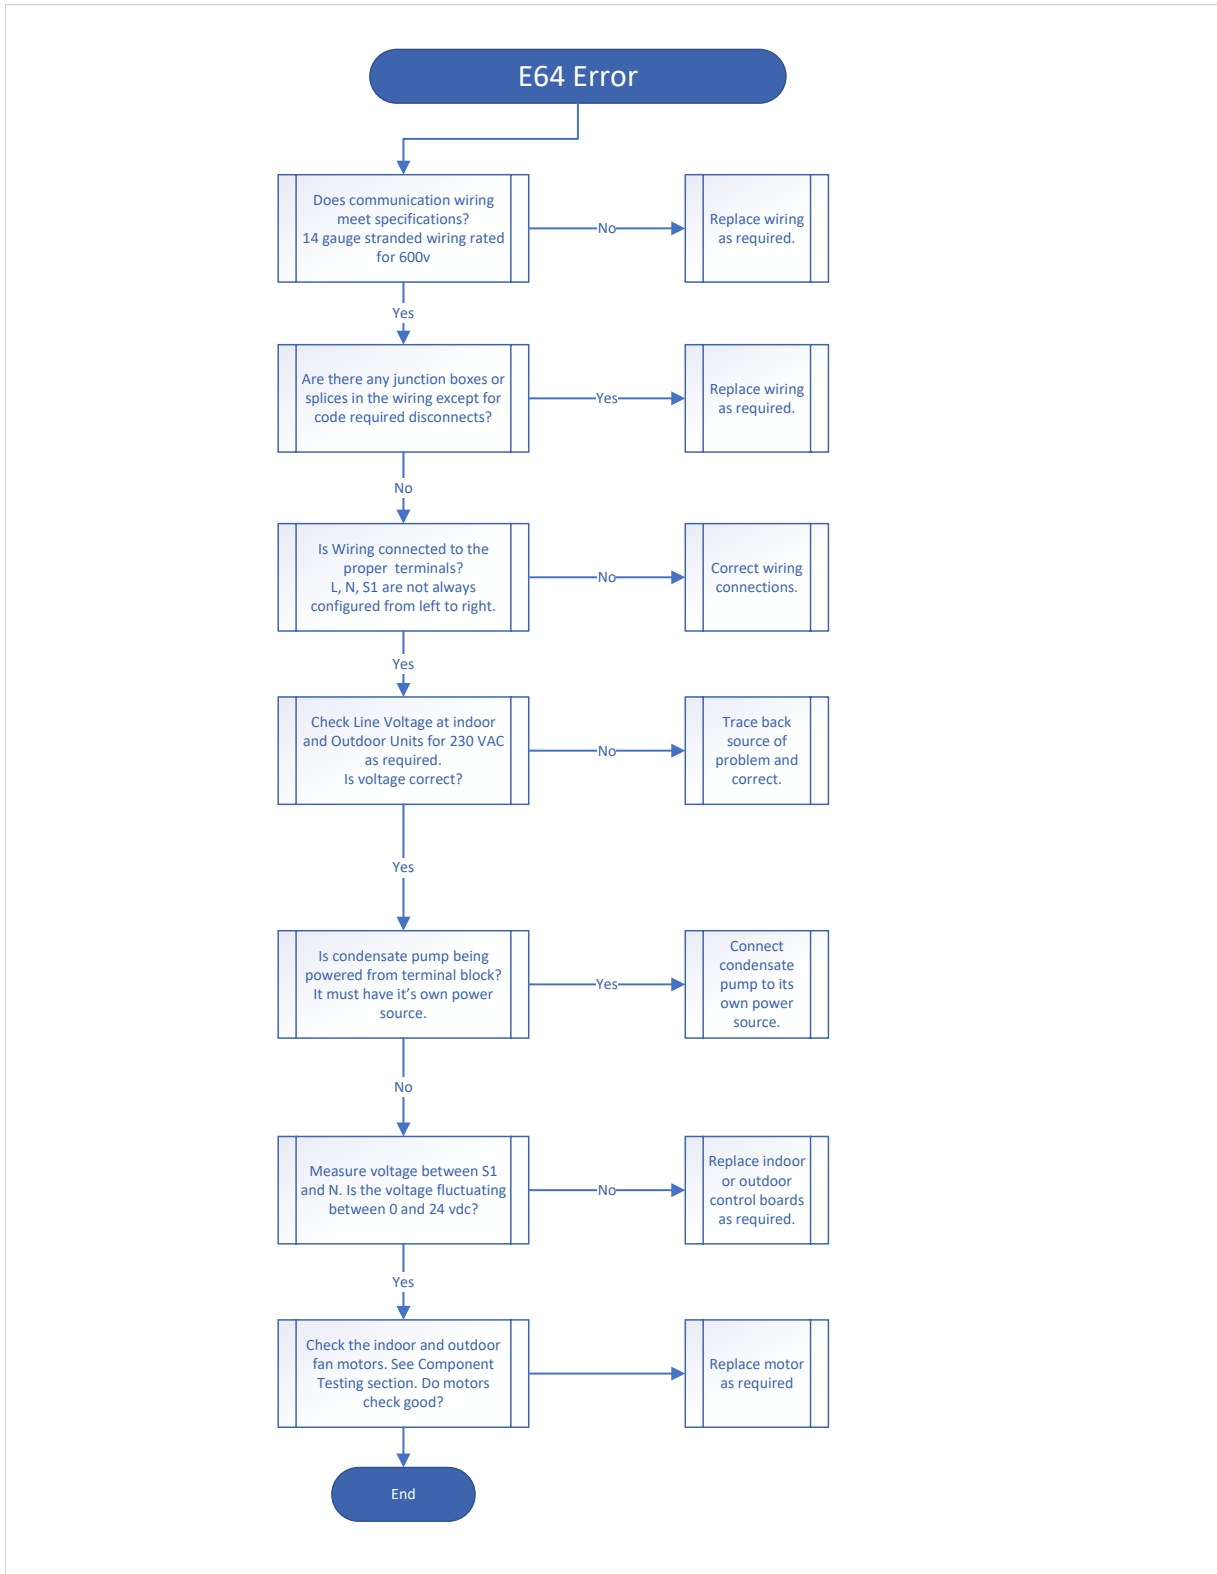 E64 Error
Does communication wiring
meet specifications?
14 gauge stranded wiring rated
for 600v
No
Replace wiring
as required.
Yes
Are there any junction boxes or
splices in the wiring except for
code required disconnects?
Yes
Replace wiring
as required.
No
Is Wiring connected to the
proper terminals?
L, N, S1 are not always
configured from left to right.
No
Correct wiring
connections.
Yes
Check Line Voltage at indoor
and Outdoor Units for 230 VAC
as required.
Is voltage correct?
No
Trace back
source of
problem and
correct.
Yes
Is condensate pump being
powered from terminal block?
It must have it’s own power
source.
Yes
Connect
condensate
pump to its
own power
source.
No
Measure voltage between S1
and N. Is the voltage fluctuating
between 0 and 24 vdc?
No
Replace indoor
or outdoor
control boards
as required.
Yes
Check the indoor and outdoor
fan motors. See Component
Testing section. Do motors
check good?
Replace motor
as required
End